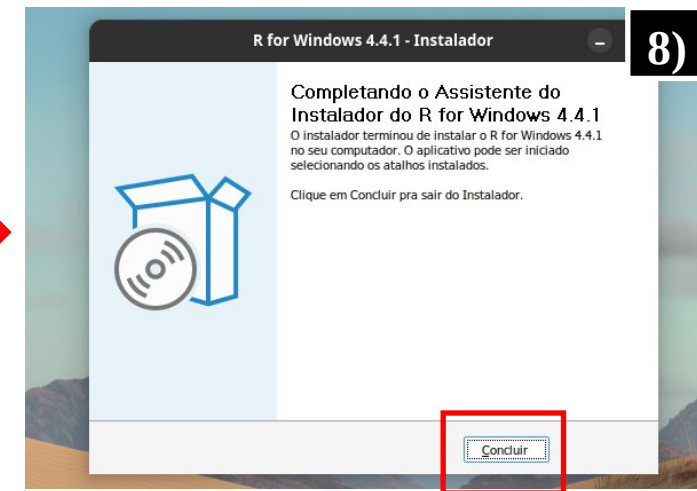 R for Windows 4.4.1 - Instalador
8)
Completando o Assistente do
Instalador do R for Windows 4.4.1
O instalador terminou de instalar o R for Windows 4.4.1
no seu computador. O aplicativo pode ser iniciado
selecionando os atalhos instalados.
Clique em Concluir pra sair do Instalador.
Concluir